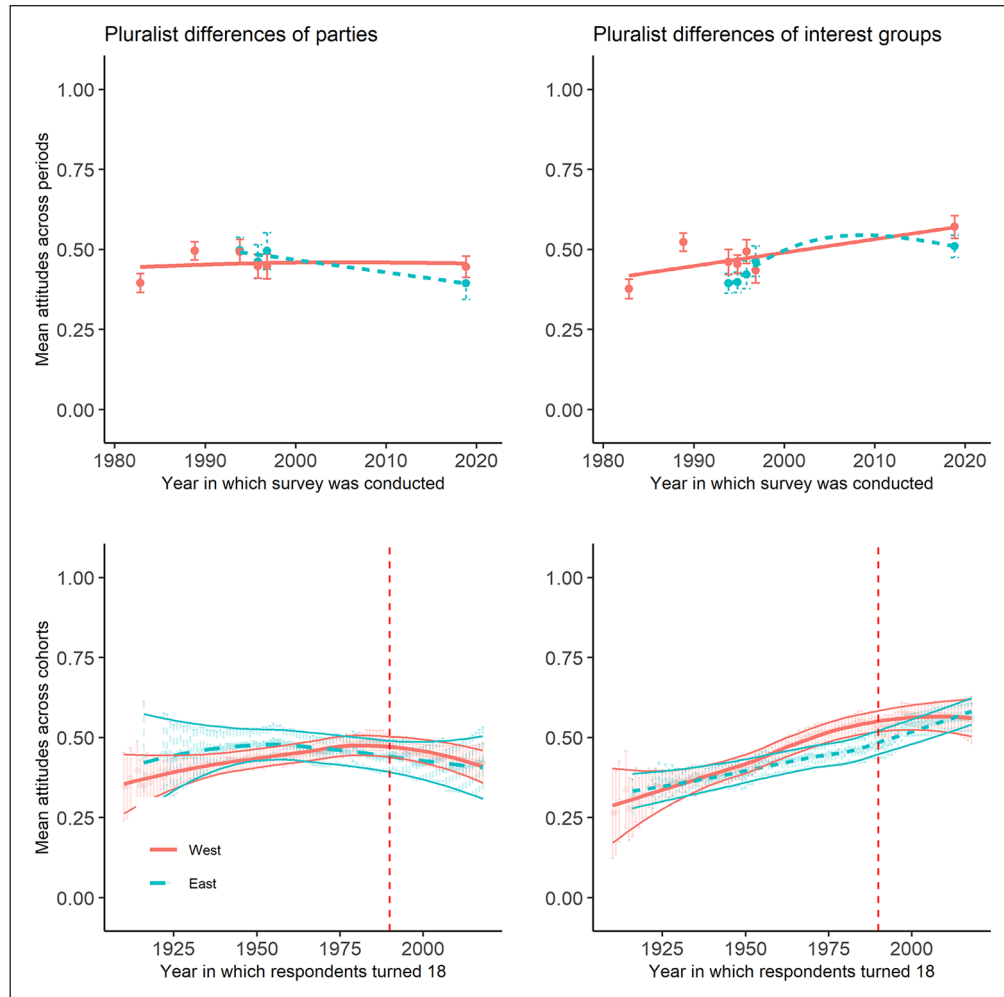 Pluralist differences of parties
Pluralist differences of interest groups
Mean attitudes across periods
1.00
0.75
0.50
0.25
0.00
1980 1990 2000 2010 2020
Year in which survey was conducted
1.00
0.75
0.50
0.25
0.00
1980 1990 2000 2010 2020
Year in which survey was conducted
Mean attitudes across cohorts
1.00
0.75
0.50
0.25
0.00
West
East
1925 1950 1975 2000
Year in which respondents turned 18
1.00
0.75
0.50
0.25
0.00
1925 1950 1975 2000
Year in which respondents turned 18